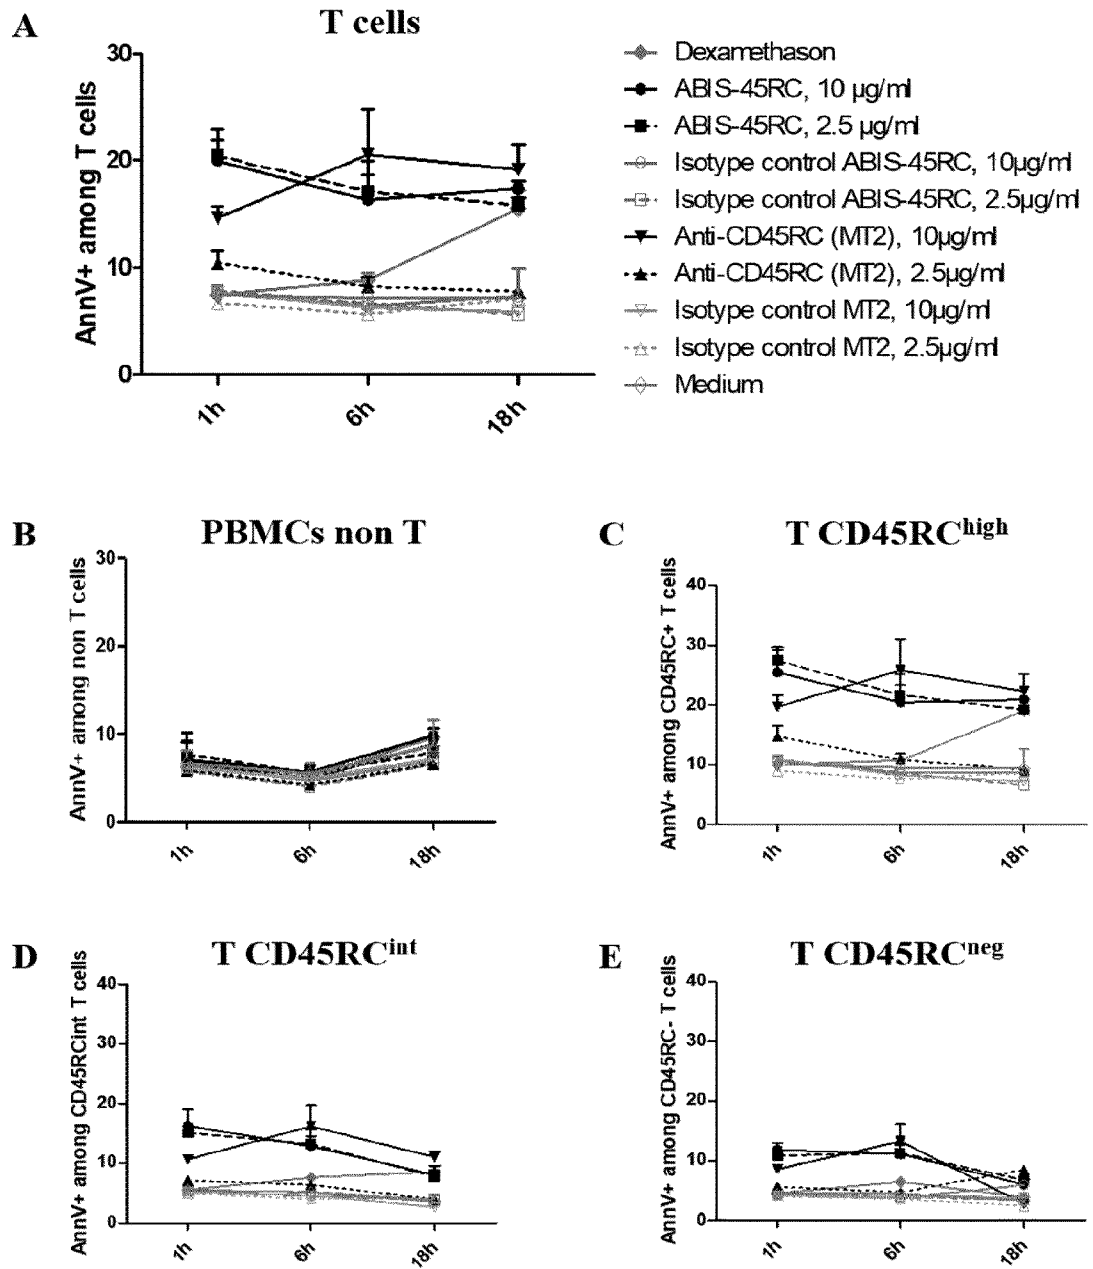 A
T cells
AnnV+ among T cells
30
20
10
0
1h
6h
18h
Dexamethason
ABIS-45RC, 10 µg/ml
ABIS-45RC, 2.5 µg/ml
Isotype control ABIS-45RC, 10µg/ml
Isotype control ABIS-45RC, 2.5µg/ml
Anti-CD45RC (MT2), 10µg/ml
Anti-CD45RC (MT2), 2.5µg/ml
Isotype control MT2, 10µg/ml
Isotype control MT2, 2.5µg/ml
Medium
B
PBMCs non T
AnnV+ among non T cells
30
20
10
0
1h
6h
18h
C
T CD45RChigh
AnnV+ among CD45RC+ T cells
40
30
20
10
0
1h
6h
18h
D
T CD45RCint
AnnV+ among CD45RCint T cells
40
30
20
10
0
1h
6h
18h
E
T CD45RCneg
AnnV+ among CD45RC- T cells
40
30
20
10
0
1h
6h
18h